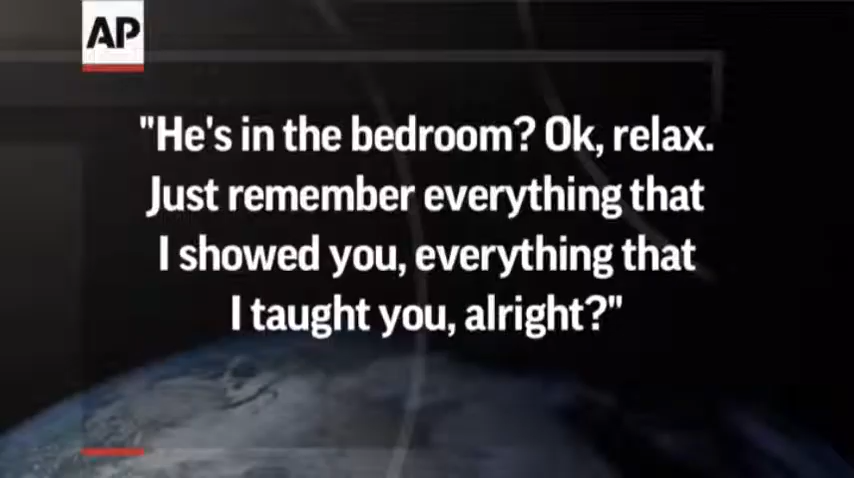 AP
"He's in the bedroom? Ok, relax.
Just remember everything that
I showed you, everything that
I taught you, alright?"